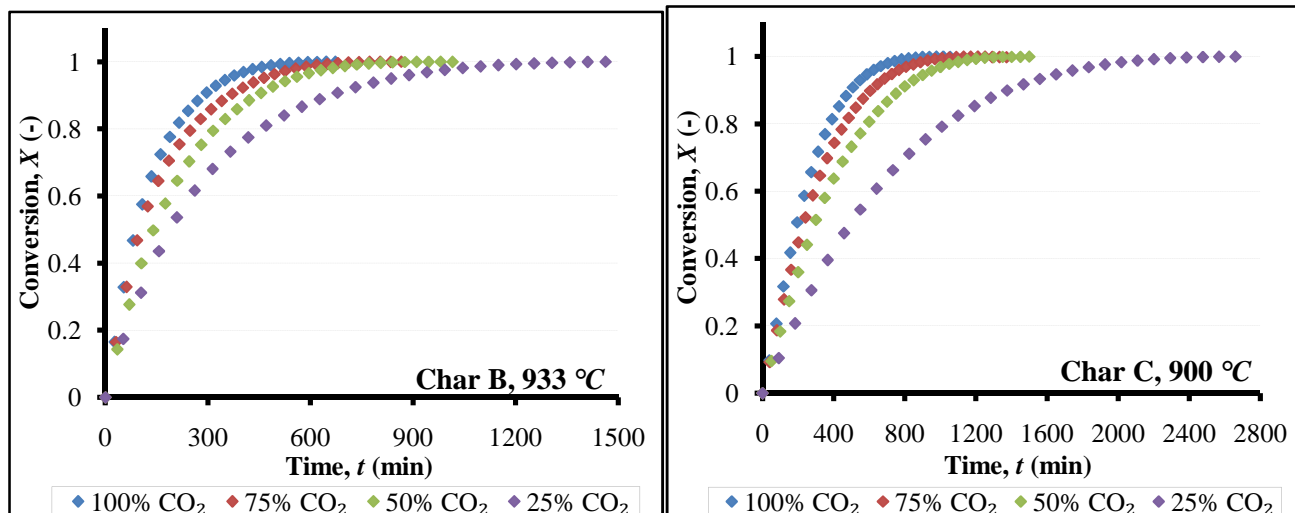 Conversion, X (-)
1
0.8
0.6
0.4
0.2
0
Char B, 933 °C
0 300 600 900 1200 1500
Time, t (min)
100% CO₂ 75% CO₂ 50% CO₂ 25% CO₂
Conversion, X (-)
1
0.8
0.6
0.4
0.2
0
Char C, 900 °C
0 400 800 1200 1600 2000 2400 2800
Time, t (min)
100% CO₂ 75% CO₂ 50% CO₂ 25% CO₂